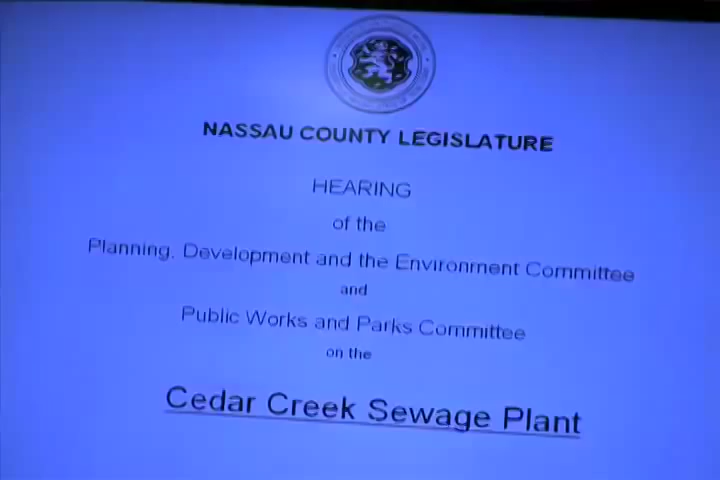 NASSAU COUNTY LEGISLATURE
HEARING
of the
Planning, Development and the Environment Committee
and
Public Works and Parks Committee
on the
Cedar Creek Sewage Plant